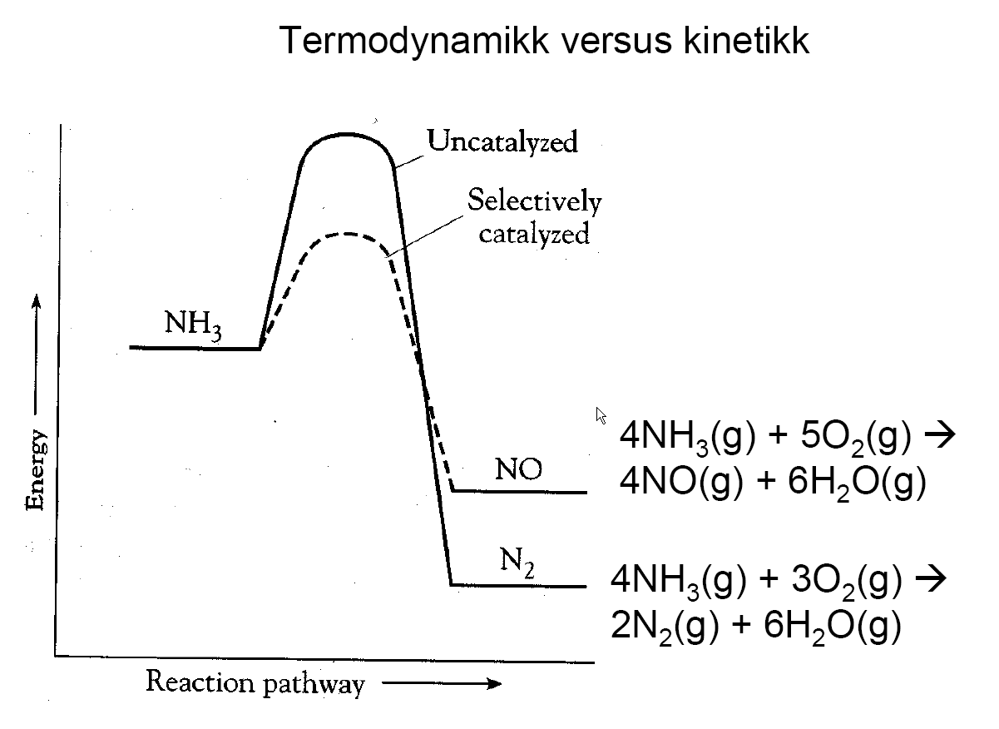 Termodynamikk versus kinetikk
Uncatalyzed
Selectively
catalyzed
NH₃
Energy
NO
4NH₃(g) + 5O₂(g) →
4NO(g) + 6H₂O(g)
N₂
4NH₃(g) + 3O₂(g) →
2N₂(g) + 6H₂O(g)
Reaction pathway